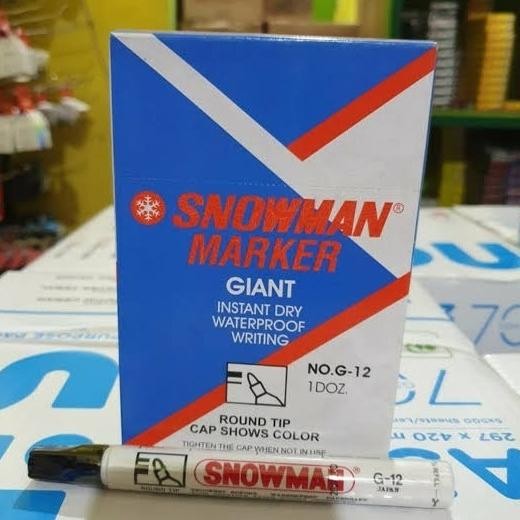 SNOWMAN®
MARKER
GIANT
INSTANT DRY
WATERPROOF
WRITING
NO.G-12
1DOZ.
ROUND TIP
CAP SHOWS COLOR
TIGHTEN THE CAP WHEN NOT IN USE
ROUND TIP
SNOWMAN
G-12
JAPAN
297 x 420 m